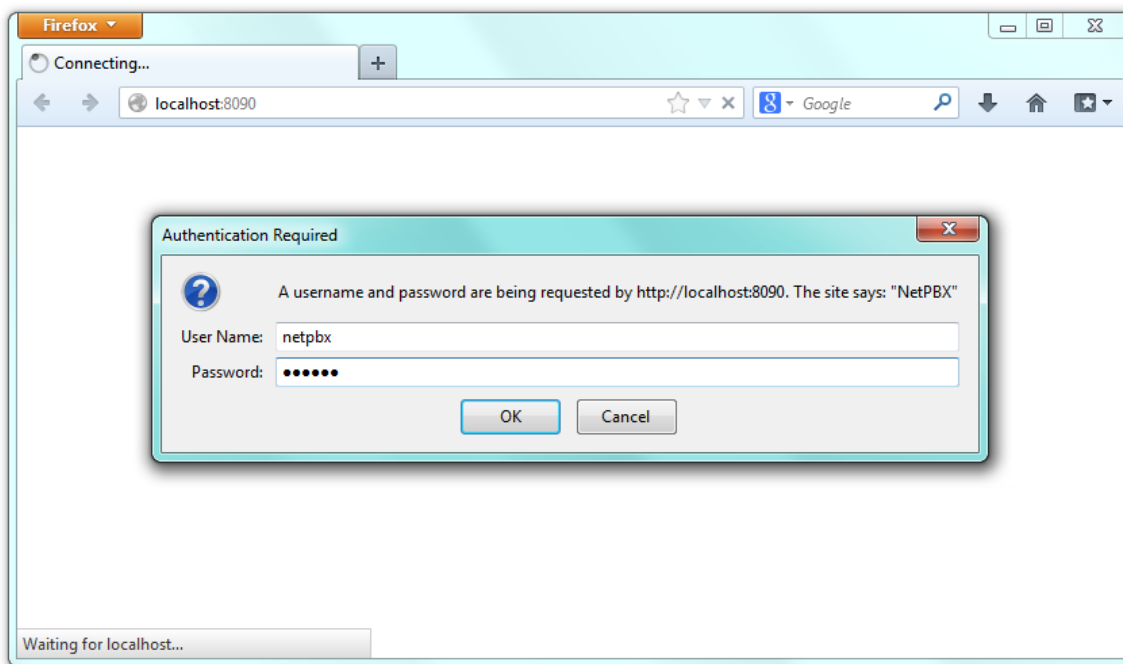 Firefox
Connecting...
localhost:8090
Google
Authentication Required
A username and password are being requested by http://localhost:8090. The site says: "NetPBX"
User Name: netpbx
Password: ••••••
OK Cancel
Waiting for localhost...